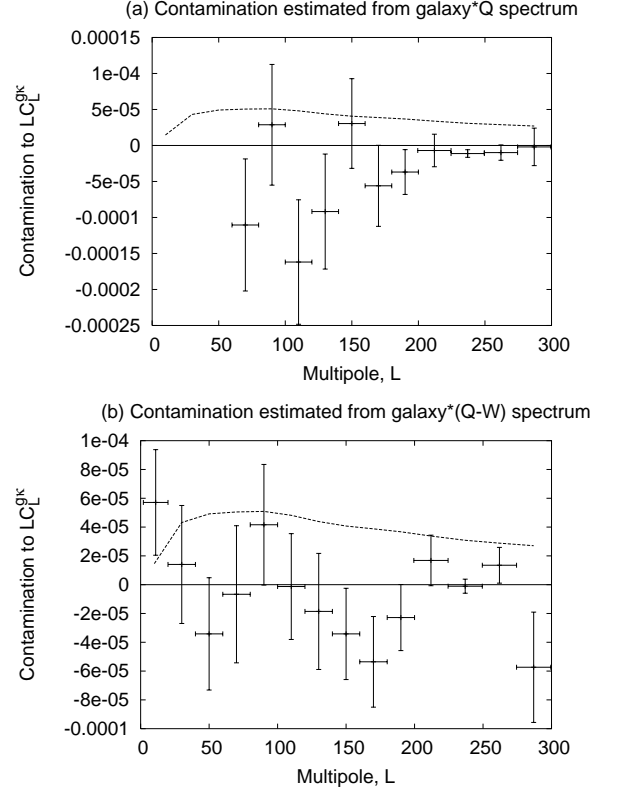 (a) Contamination estimated from galaxy*Q spectrum
0.00015
1e-04
5e-05
0
-5e-05
-0.0001
-0.00015
-0.0002
-0.00025
Contamination to LC_L^{gκ}
0 50 100 150 200 250 300
Multipole, L
(b) Contamination estimated from galaxy*(Q-W) spectrum
1e-04
8e-05
6e-05
4e-05
2e-05
0
-2e-05
-4e-05
-6e-05
-8e-05
-0.0001
Contamination to LC_L^{gκ}
0 50 100 150 200 250 300
Multipole, L